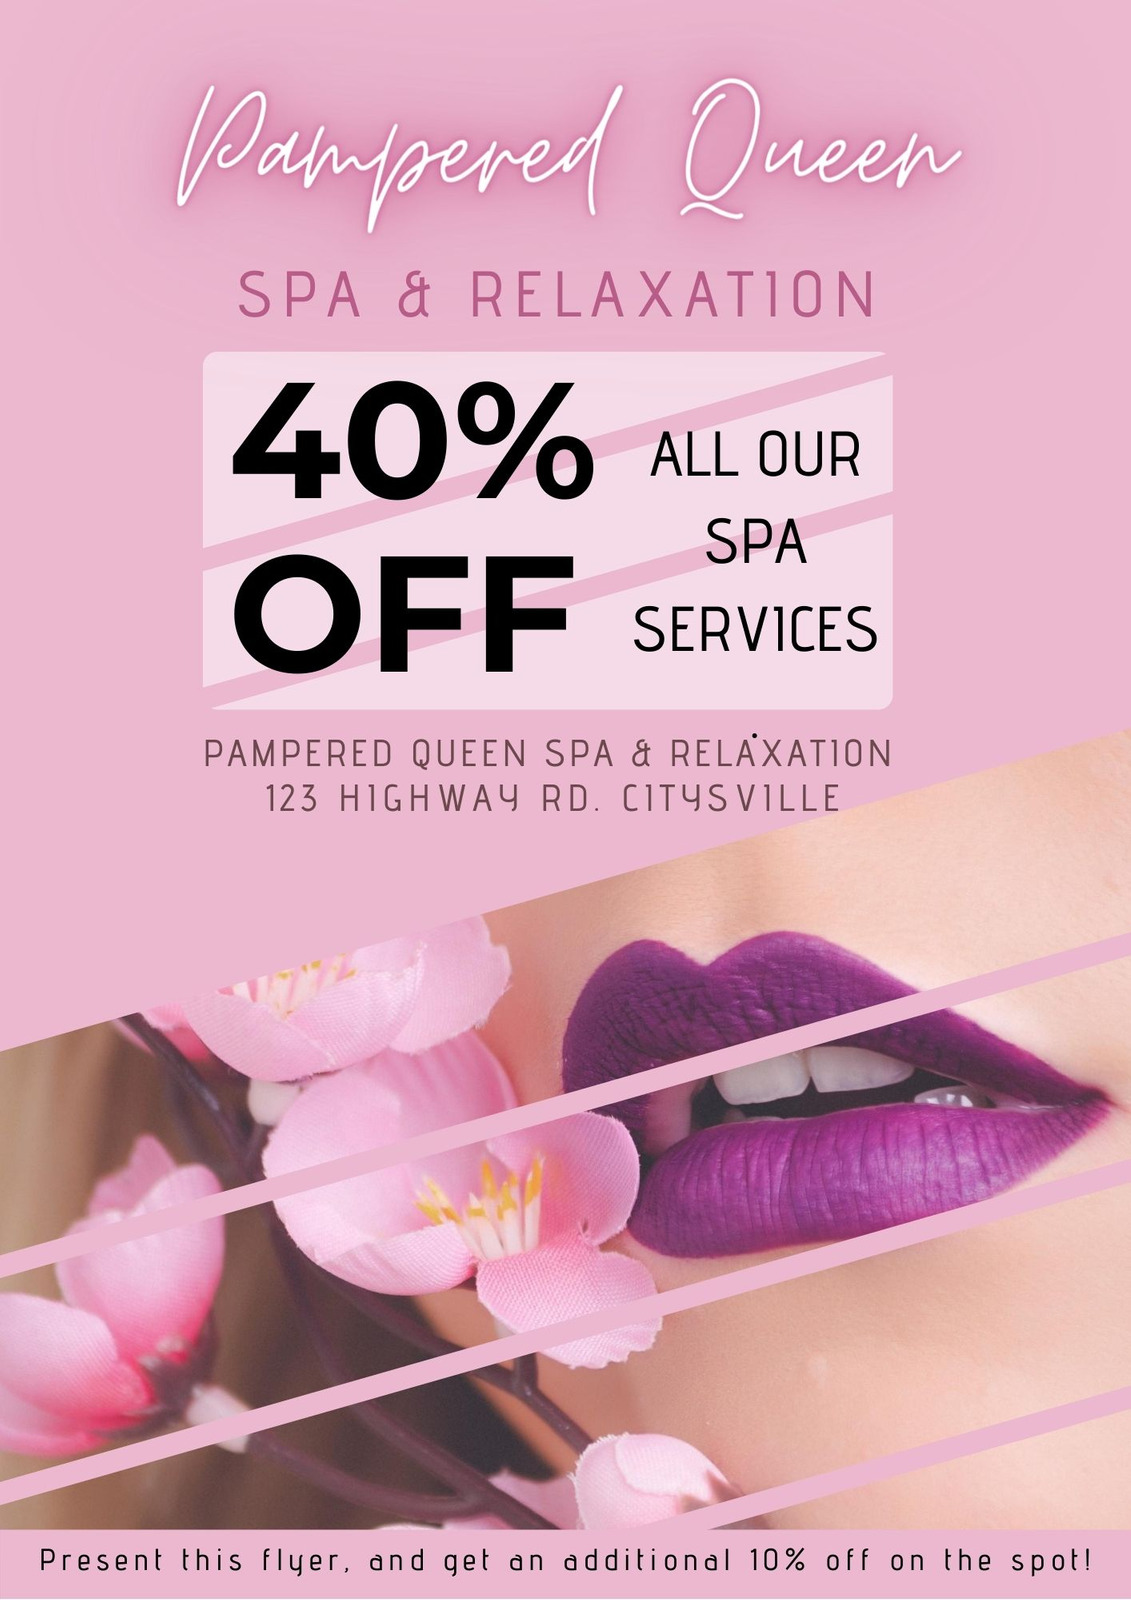 Pampered Queen
SPA & RELAXATION
40%
OFF
ALL OUR
SPA
SERVICES
PAMPERED QUEEN SPA & RELAXATION
123 HIGHWAY RD. CITYSVILLE
Present this flyer, and get an additional 10% off on the spot!